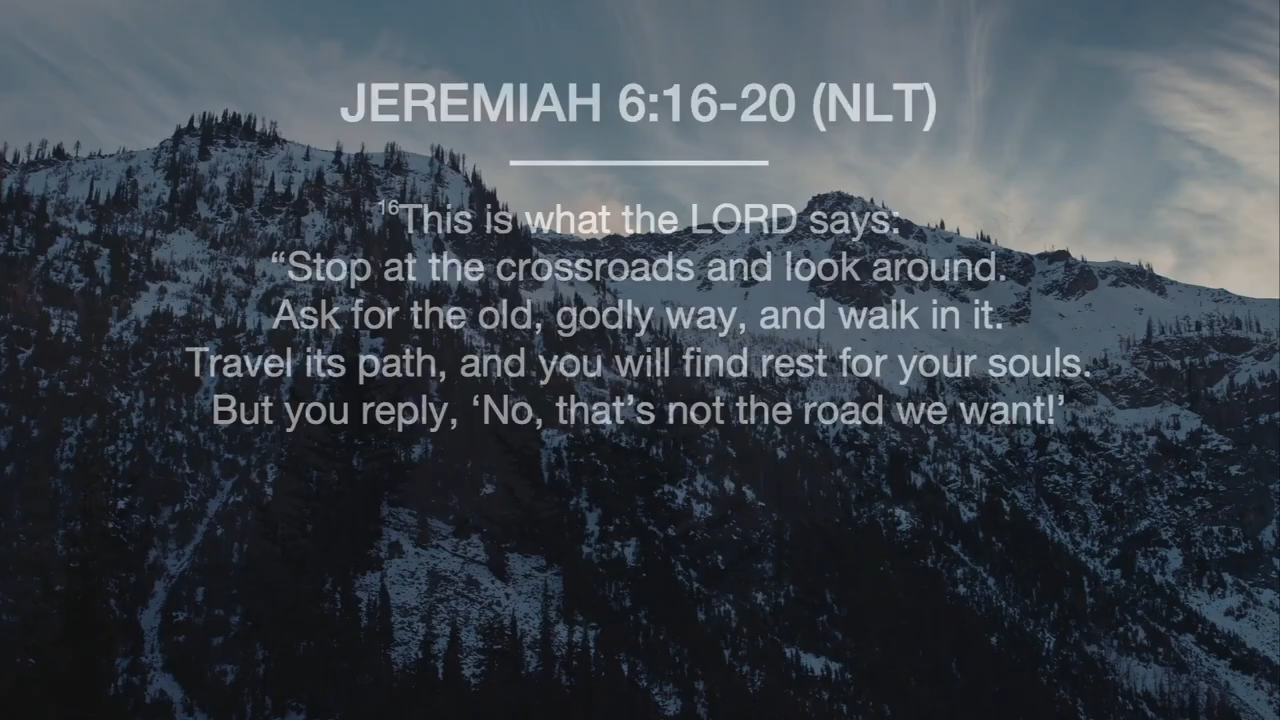 JEREMIAH 6:16-20 (NLT)
16This is what the LORD says:
“Stop at the crossroads and look around.
Ask for the old, godly way, and walk in it.
Travel its path, and you will find rest for your souls.
But you reply, ‘No, that’s not the road we want!’